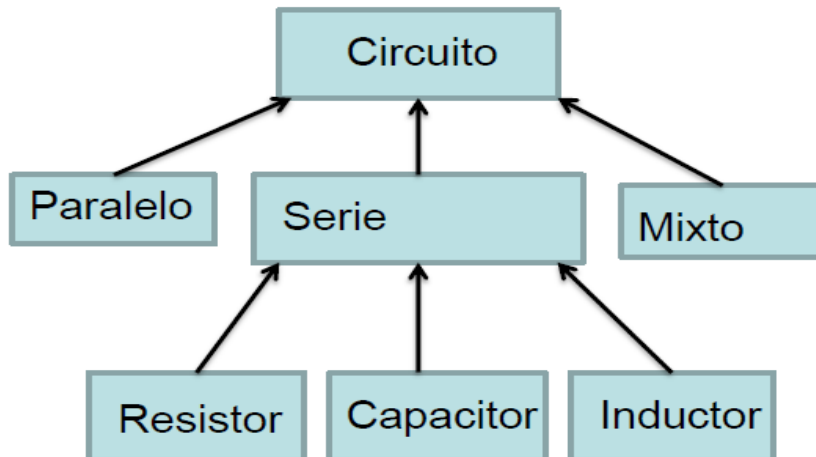 Circuito
Paralelo
Serie
Mixto
Resistor
Capacitor
Inductor